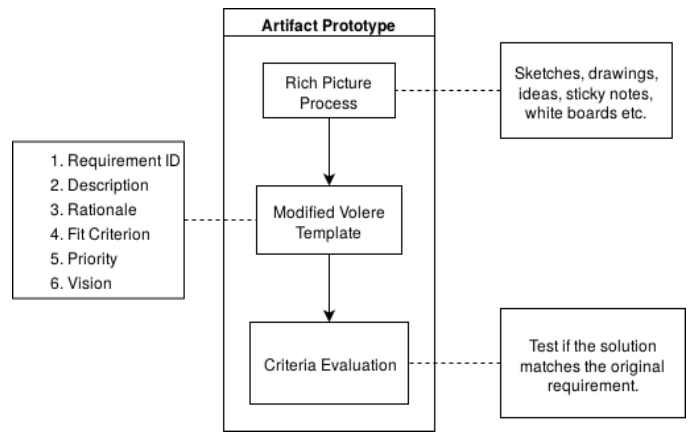 Artifact Prototype
Rich Picture
Process
Sketches, drawings,
ideas, sticky notes,
white boards etc.
1. Requirement ID
2. Description
3. Rationale
4. Fit Criterion
5. Priority
6. Vision
Modified Volere
Template
Criteria Evaluation
Test if the solution
matches the original
requirement.